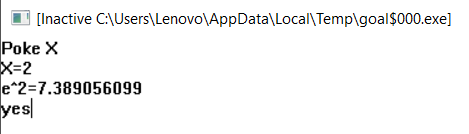 [Inactive C:\Users\Lenovo\AppData\Local\Temp\goal$000.exe]
Poke X
X=2
e^2=7.389056099
yes